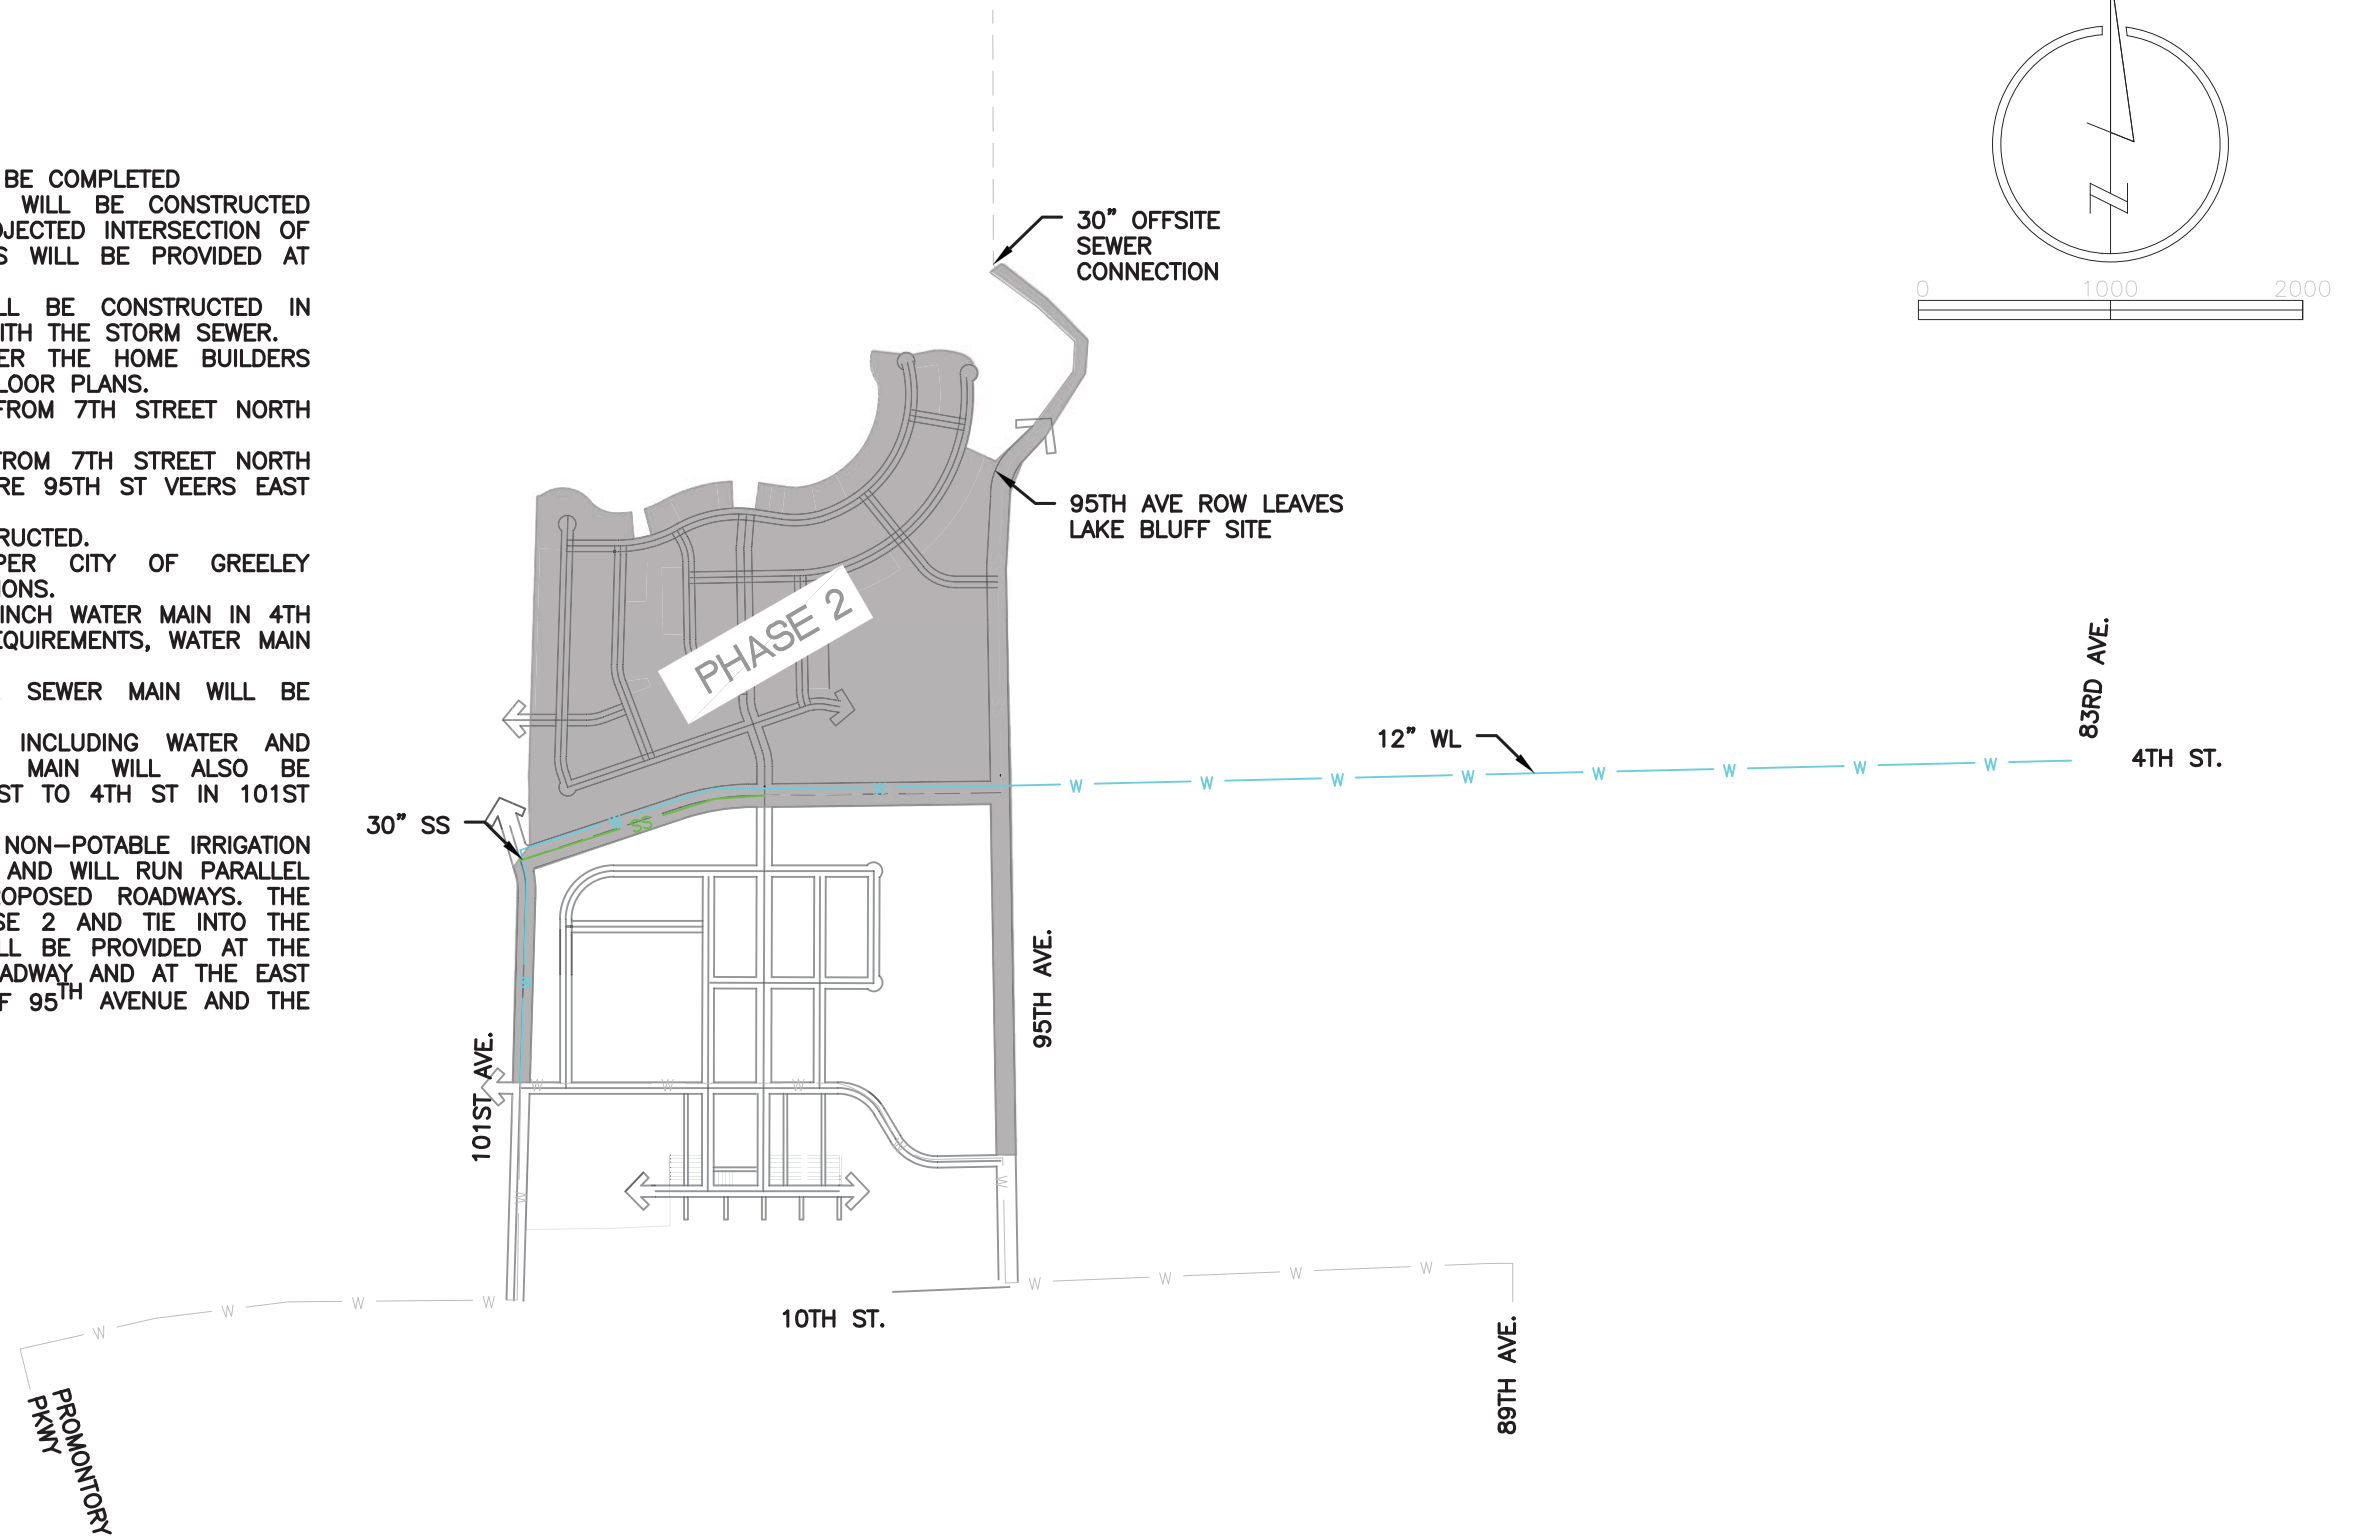 BE COMPLETED
WILL BE CONSTRUCTED
OJECTED INTERSECTION OF
S WILL BE PROVIDED AT
LL BE CONSTRUCTED IN
ITH THE STORM SEWER.
ER THE HOME BUILDERS
LOOR PLANS.
FROM 7TH STREET NORTH
FROM 7TH STREET NORTH
RE 95TH ST VEERS EAST
RUCTED.
PER CITY OF GREELEY
IONS.
INCH WATER MAIN IN 4TH
EQUIREMENTS, WATER MAIN
SEWER MAIN WILL BE
INCLUDING WATER AND
MAIN WILL ALSO BE
ST TO 4TH ST IN 101ST
NON-POTABLE IRRIGATION
AND WILL RUN PARALLEL
ROPOSED ROADWAYS. THE
SE 2 AND TIE INTO THE
LL BE PROVIDED AT THE
ADWAY AND AT THE EAST
F 95TH AVENUE AND THE
30" OFFSITE
SEWER
CONNECTION
0 1000 2000
N
95TH AVE ROW LEAVES
LAKE BLUFF SITE
PHASE 2
83RD AVE.
12" WL
4TH ST.
W W W W W W W W W W
30" SS
SS
W
95TH AVE.
101ST AVE.
W W W W
W W
W W W W
W W W W
10TH ST.
89TH AVE.
PROMONTORY
PKWY